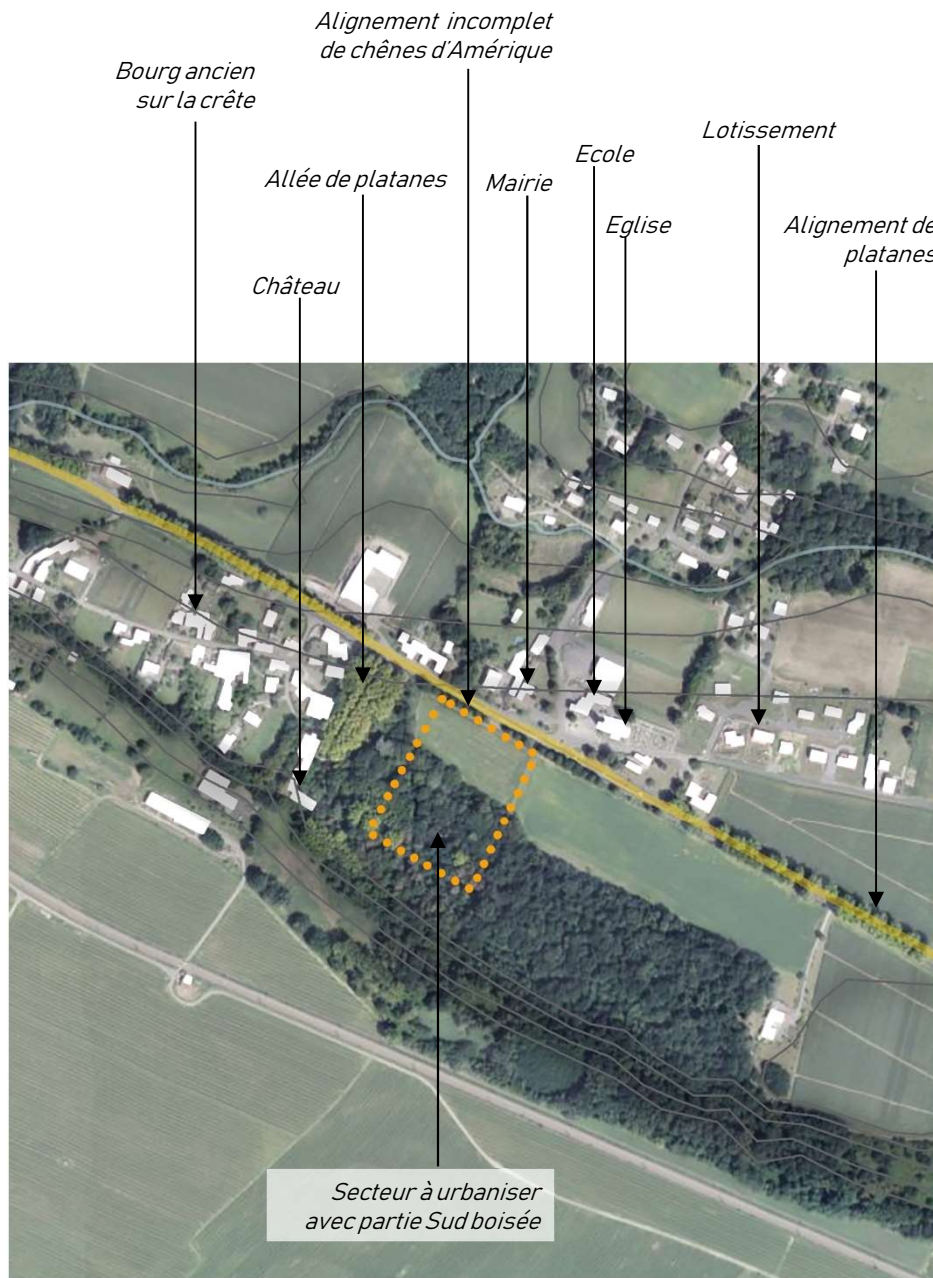 Alignement incomplet
de chênes d'Amérique
Bourg ancien
sur la crête
Lotissement
Ecole
Allée de platanes
Mairie
Eglise
Alignement de
platanes
Château
Secteur à urbaniser
avec partie Sud boisée